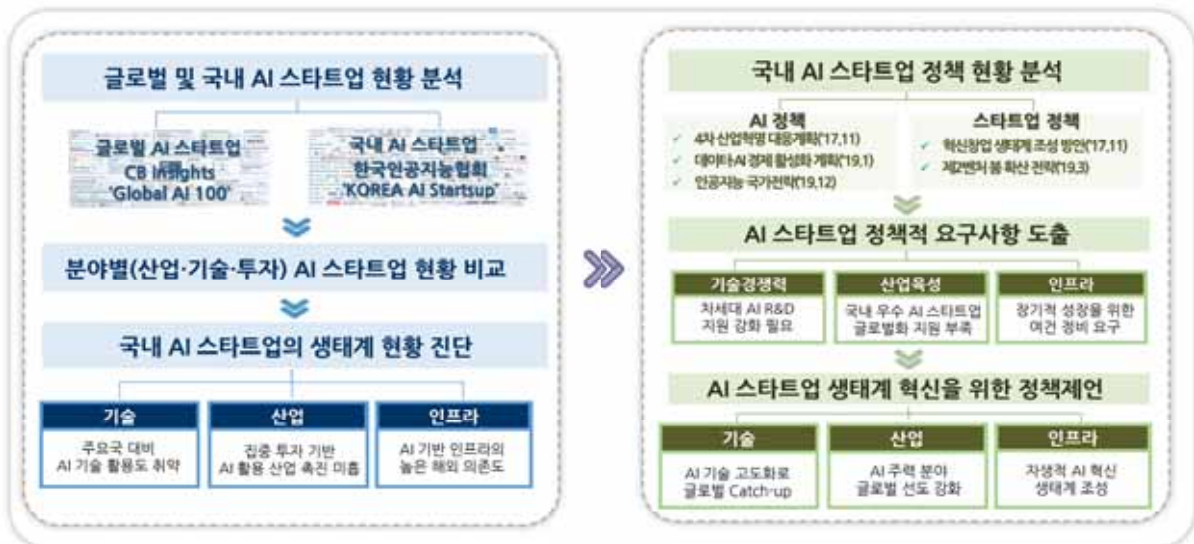 글로벌 및 국내 AI 스타트업 현황 분석
글로벌 AI 스타트업
CB Insights
'Global AI 100'
국내 AI 스타트업
한국인공지능협회
'KOREA AI Startsup'
분야별(산업·기술·투자) AI 스타트업 현황 비교
국내 AI 스타트업의 생태계 현황 진단
기술
주요국 대비
AI 기술 활용도 취약
산업
집중 투자 기반
AI 활용 산업 촉진 미흡
인프라
AI 기반 인프라의
높은 해외 의존도
국내 AI 스타트업 정책 현황 분석
AI 정책
✓ 4차 산업혁명 대응계획('17.11)
✓ 데이터·AI 경제 활성화 계획('19.1)
✓ 인공지능 국가전략('19.12)
스타트업 정책
✓ 혁신창업 생태계 조성 방안('17.11)
✓ 제2벤처 붐 확산 전략('19.3)
AI 스타트업 정책적 요구사항 도출
기술경쟁력
차세대 AI R&D
지원 강화 필요
산업육성
국내 우수 AI 스타트업
글로벌화 지원 부족
인프라
장기적 성장을 위한
여건 정비 요구
AI 스타트업 생태계 혁신을 위한 정책제언
기술
AI 기술 고도화로
글로벌 Catch-up
산업
AI 주력 분야
글로벌 선도 강화
인프라
자생적 AI 혁신
생태계 조성